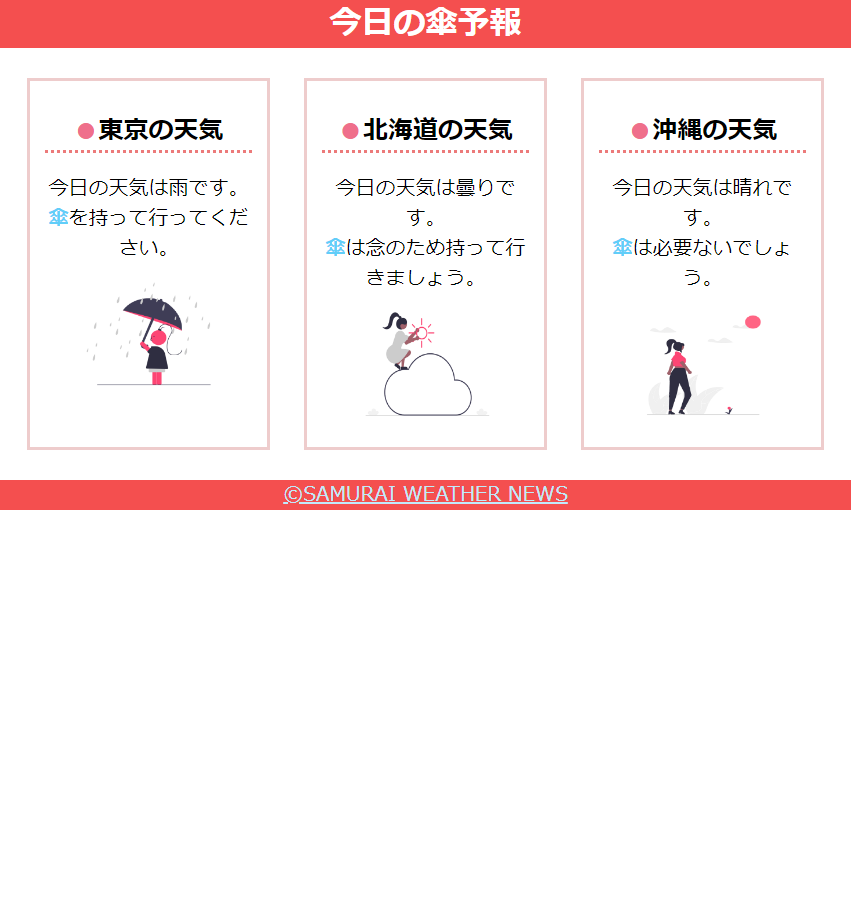 今日の傘予報
●東京の天気
今日の天気は雨です。
傘を持って行ってくだ
さい。
●北海道の天気
今日の天気は曇りで
す。
傘は念のため持って行
きましょう。
●沖縄の天気
今日の天気は晴れで
す。
傘は必要ないでしょ
う。
©SAMURAI WEATHER NEWS